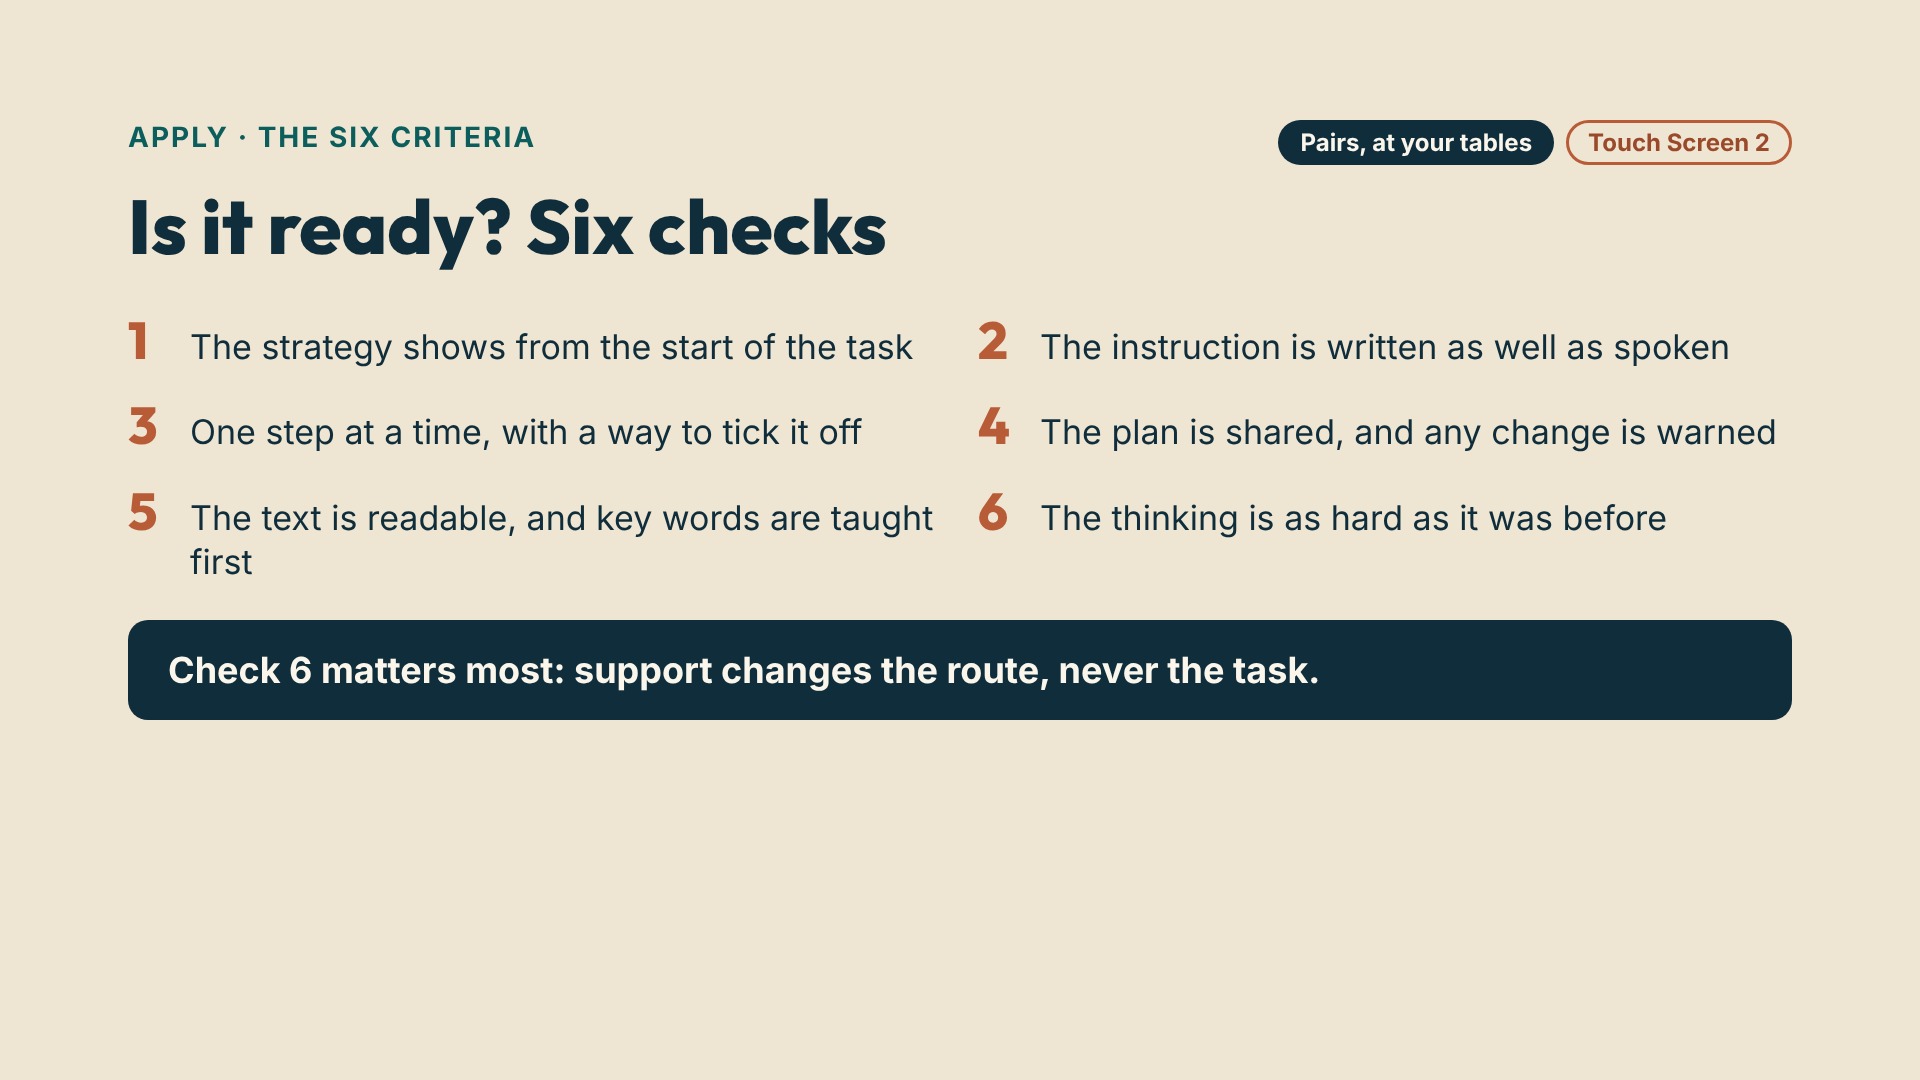 APPLY · THE SIX CRITERIA
Pairs, at your tables
Touch Screen 2
Is it ready? Six checks
1 The strategy shows from the start of the task
2 The instruction is written as well as spoken
3 One step at a time, with a way to tick it off
4 The plan is shared, and any change is warned
5 The text is readable, and key words are taught
first
6 The thinking is as hard as it was before
Check 6 matters most: support changes the route, never the task.